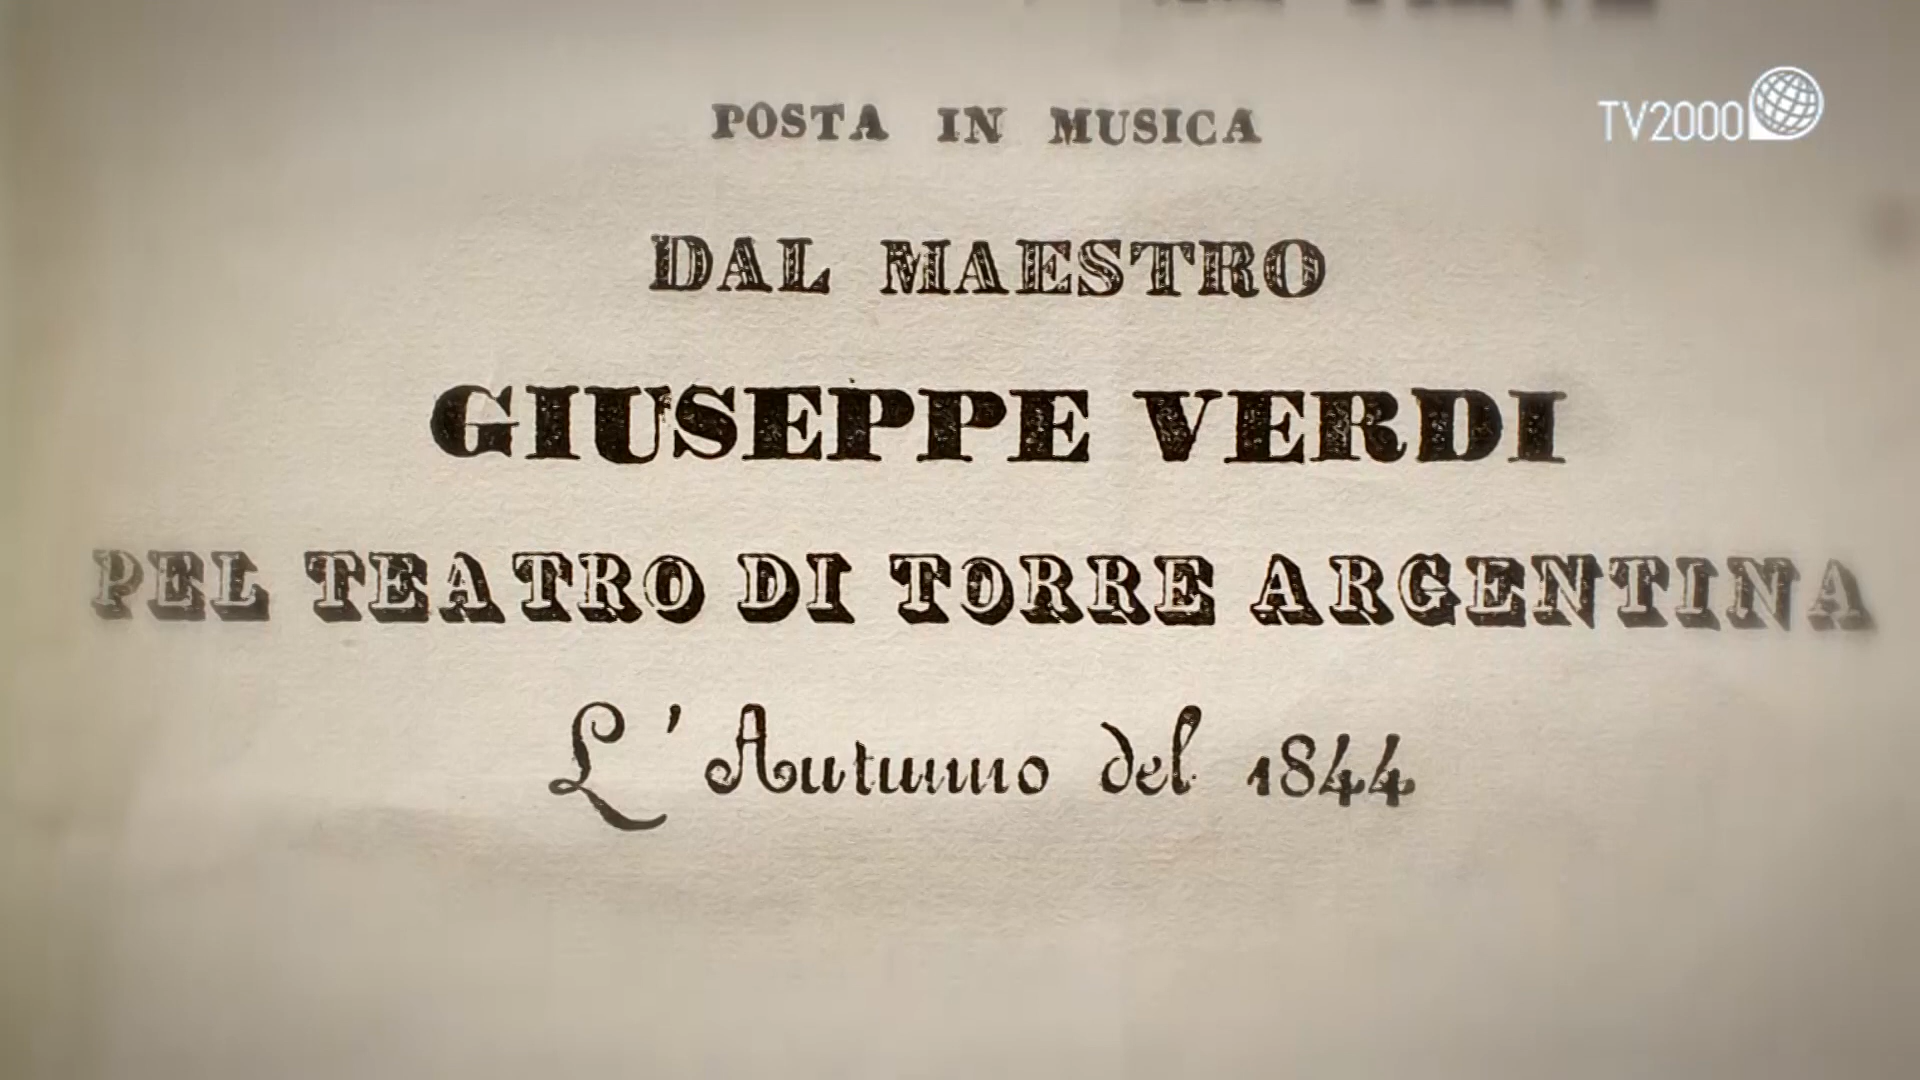 POSTA IN MUSICA
TV2000
DAL MAESTRO
GIUSEPPE VERDI
PEL TEATRO DI TORRE ARGENTINA
L'Autunno del 1844